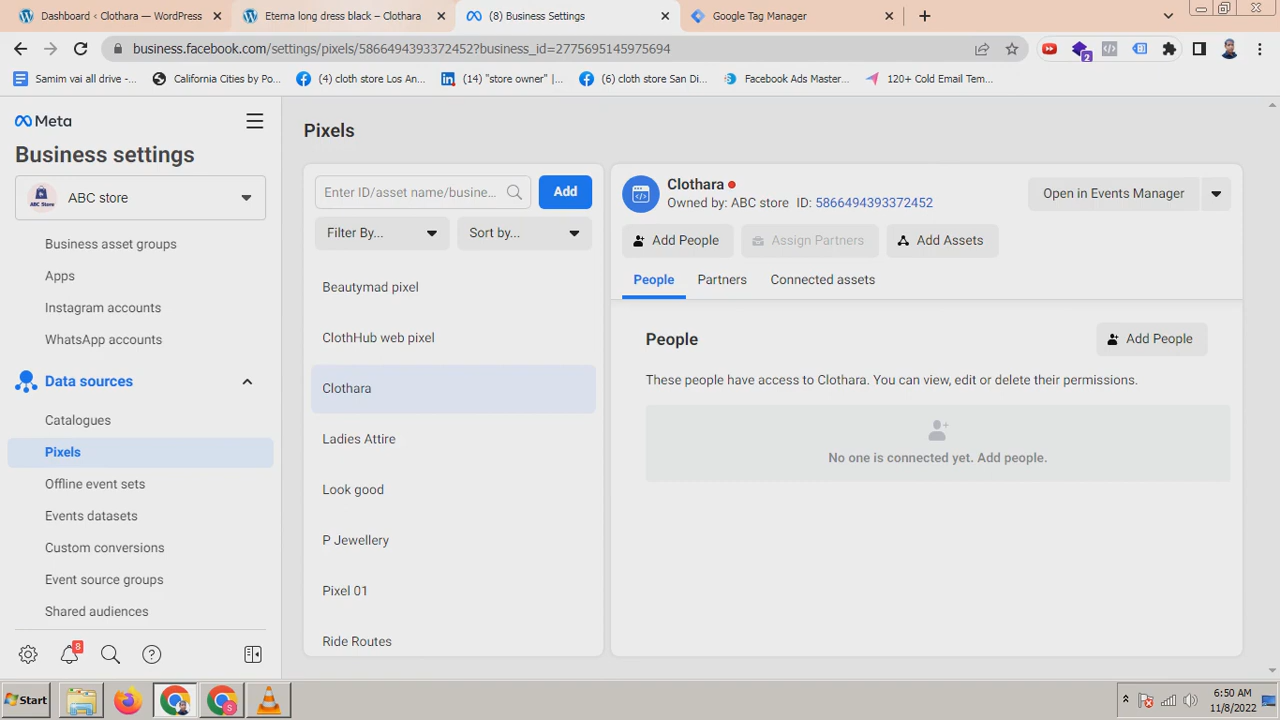 Dashboard ‹ Clothara — WordPress
Eterna long dress black – Clothara
(8) Business Settings
Google Tag Manager
business.facebook.com/settings/pixels/5866494393372452?business_id=2775695145975694
2
Samim vai all drive -...
California Cities by Po...
(4) cloth store Los An...
(14) "store owner" |...
(6) cloth store San Di...
Facebook Ads Master...
120+ Cold Email Tem...
Meta
Business settings
ABC Store
ABC store
Business asset groups
Apps
Instagram accounts
WhatsApp accounts
Data sources
Catalogues
Pixels
Offline event sets
Events datasets
Custom conversions
Event source groups
Shared audiences
8
Pixels
Enter ID/asset name/busine...
Add
Filter By...
Sort by...
Beautymad pixel
ClothHub web pixel
Clothara
Ladies Attire
Look good
P Jewellery
Pixel 01
Ride Routes
Clothara
Owned by: ABC store ID: 5866494393372452
Open in Events Manager
Add People
Assign Partners
Add Assets
People
Partners
Connected assets
People
Add People
These people have access to Clothara. You can view, edit or delete their permissions.
No one is connected yet. Add people.
Start
S
6:50 AM
11/8/2022